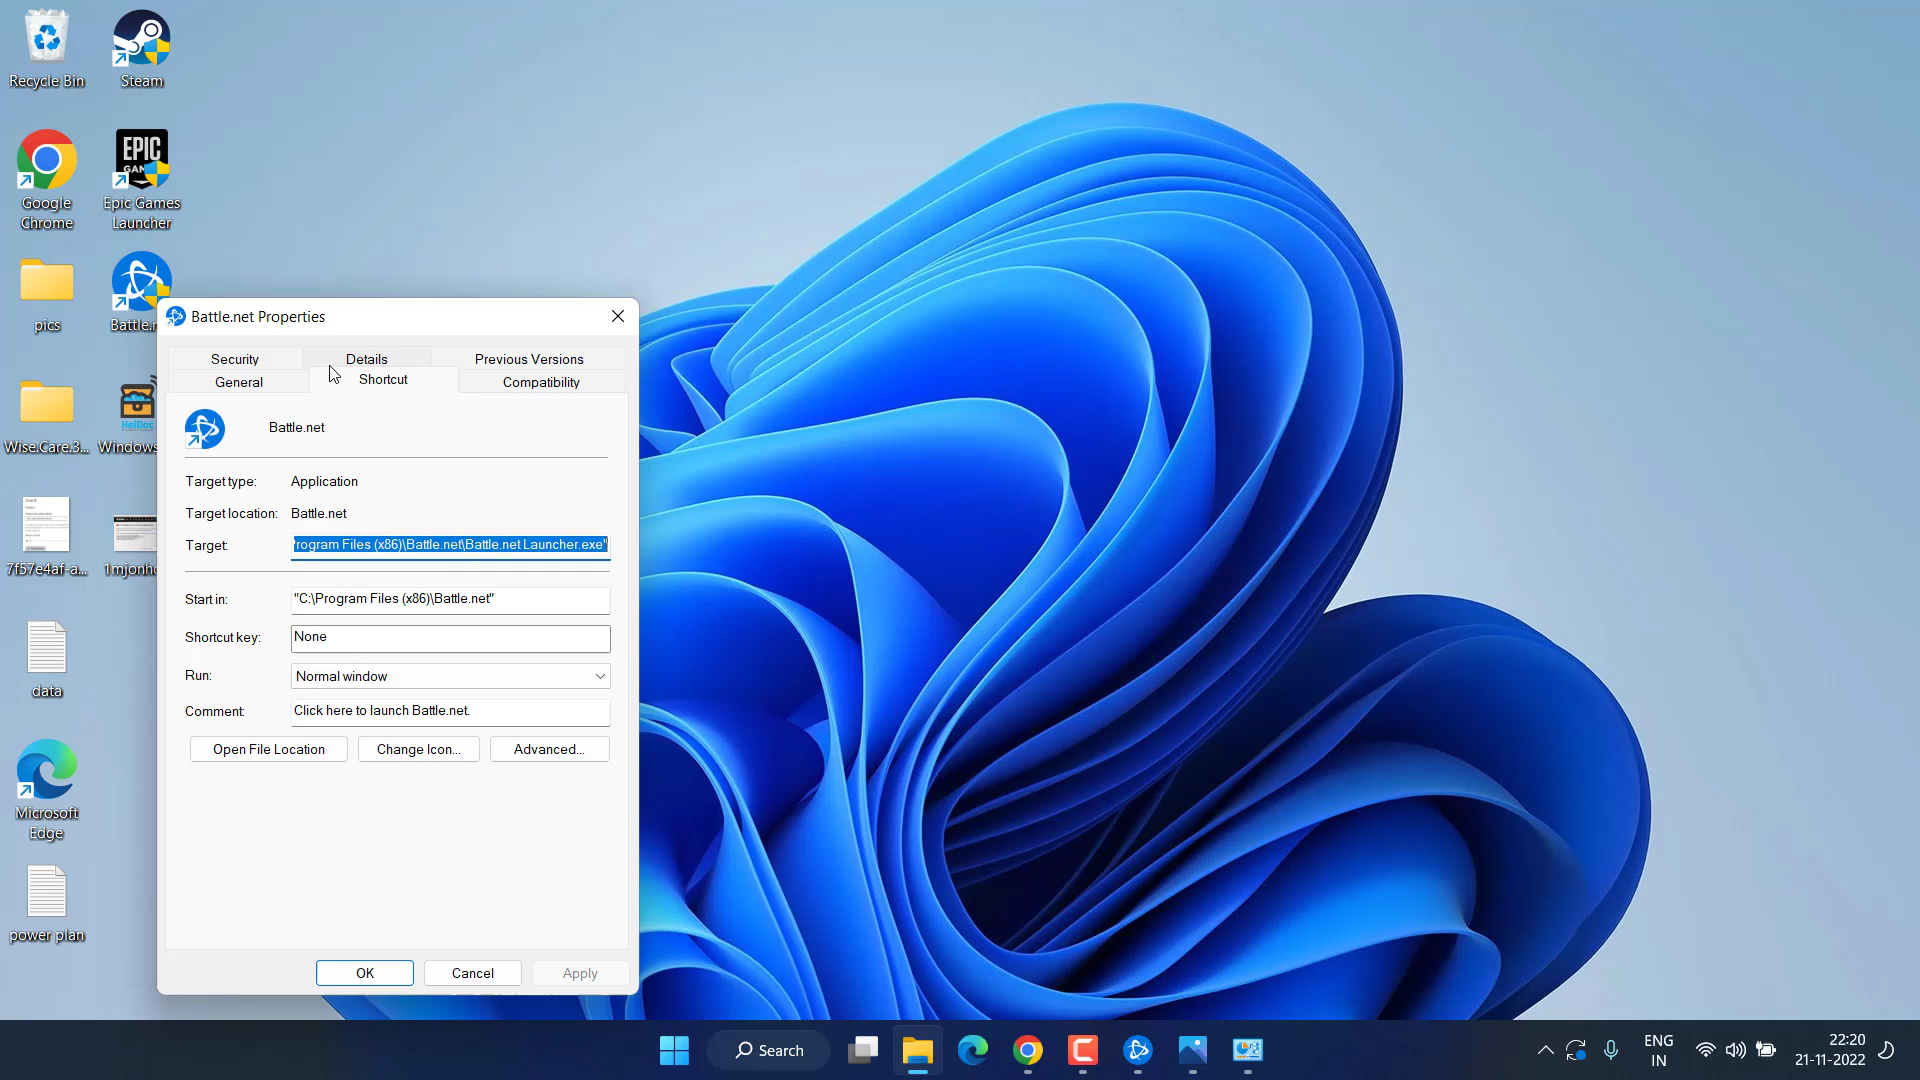 Recycle Bin
Steam
Google
Chrome
EPIC
Epic Games
Launcher
pics
Wise.Care.3...
HeiDoc
Windows
7f57e4af-a...
data
Microsoft
Edge
power plan
Battle.net Properties
Security
Details
Previous Versions
General
Shortcut
Compatibility
Battle.net
Target type:
Application
Target location:
Battle.net
Target:
rogram Files (x86)\Battle.net\Battle.net Launcher.exe"
Start in:
"C:\Program Files (x86)\Battle.net"
Shortcut key:
None
Run:
Normal window
Comment:
Click here to launch Battle.net.
Open File Location
Change Icon...
Advanced...
OK
Cancel
Apply
Search
ENG
IN
22:20
21-11-2022